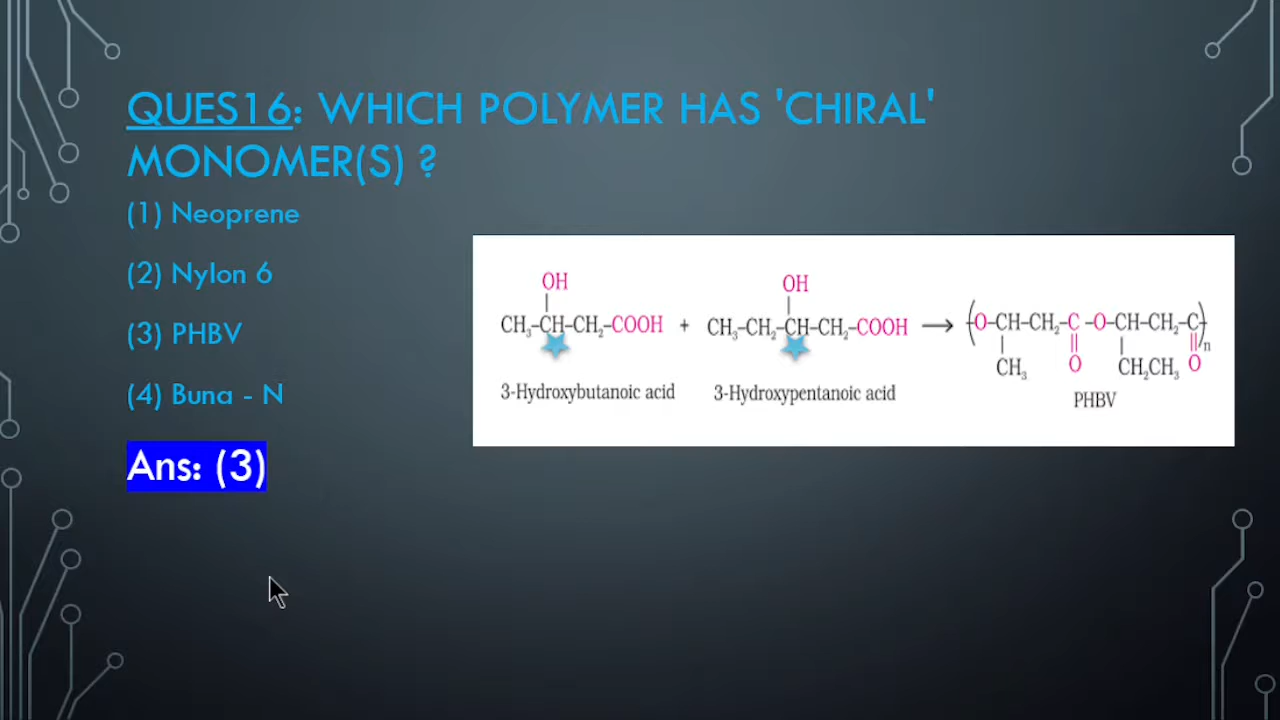 QUES16: WHICH POLYMER HAS 'CHIRAL'
MONOMER(S) ?
(1) Neoprene
(2) Nylon 6
(3) PHBV
(4) Buna - N
Ans: (3)
OH
CH₃–CH–CH₂–COOH + CH₃–CH₂–CH–CH₂–COOH ⟶ (O–CH–CH₂–C–O–CH–CH₂–C)n
OH
CH₃ O CH₂CH₃ O
3-Hydroxybutanoic acid
3-Hydroxypentanoic acid
PHBV